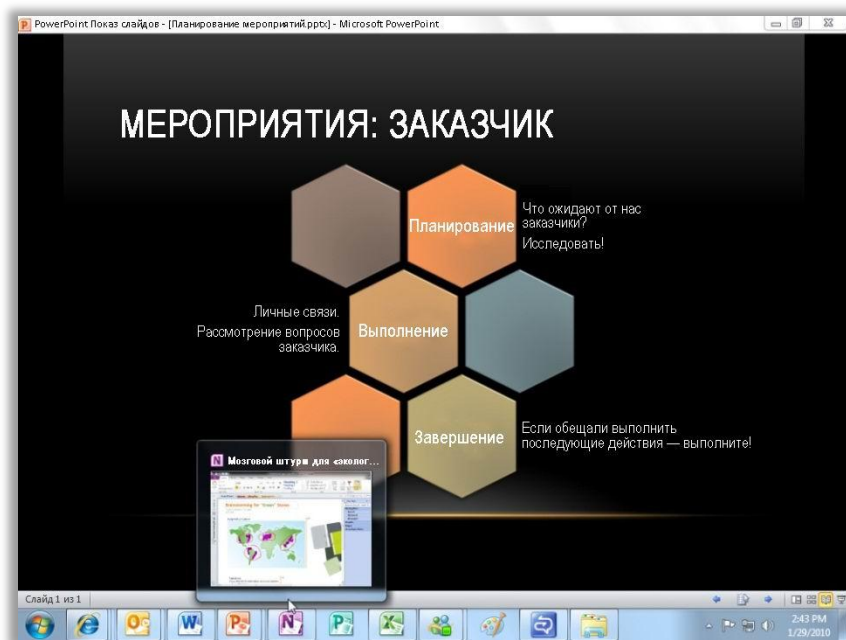 PowerPoint Показ слайдов - [Планирование мероприятий.pptx] - Microsoft PowerPoint
МЕРОПРИЯТИЯ: ЗАКАЗЧИК
Планирование
Что ожидают от нас
заказчики?
Исследовать!
Личные связи.
Рассмотрение вопросов
заказчика.
Выполнение
Завершение
Если обещали выполнить
последующие действия — выполните!
Мозговой штурм для «эколог...
Слайд 1 из 1
2:43 PM
1/29/2010